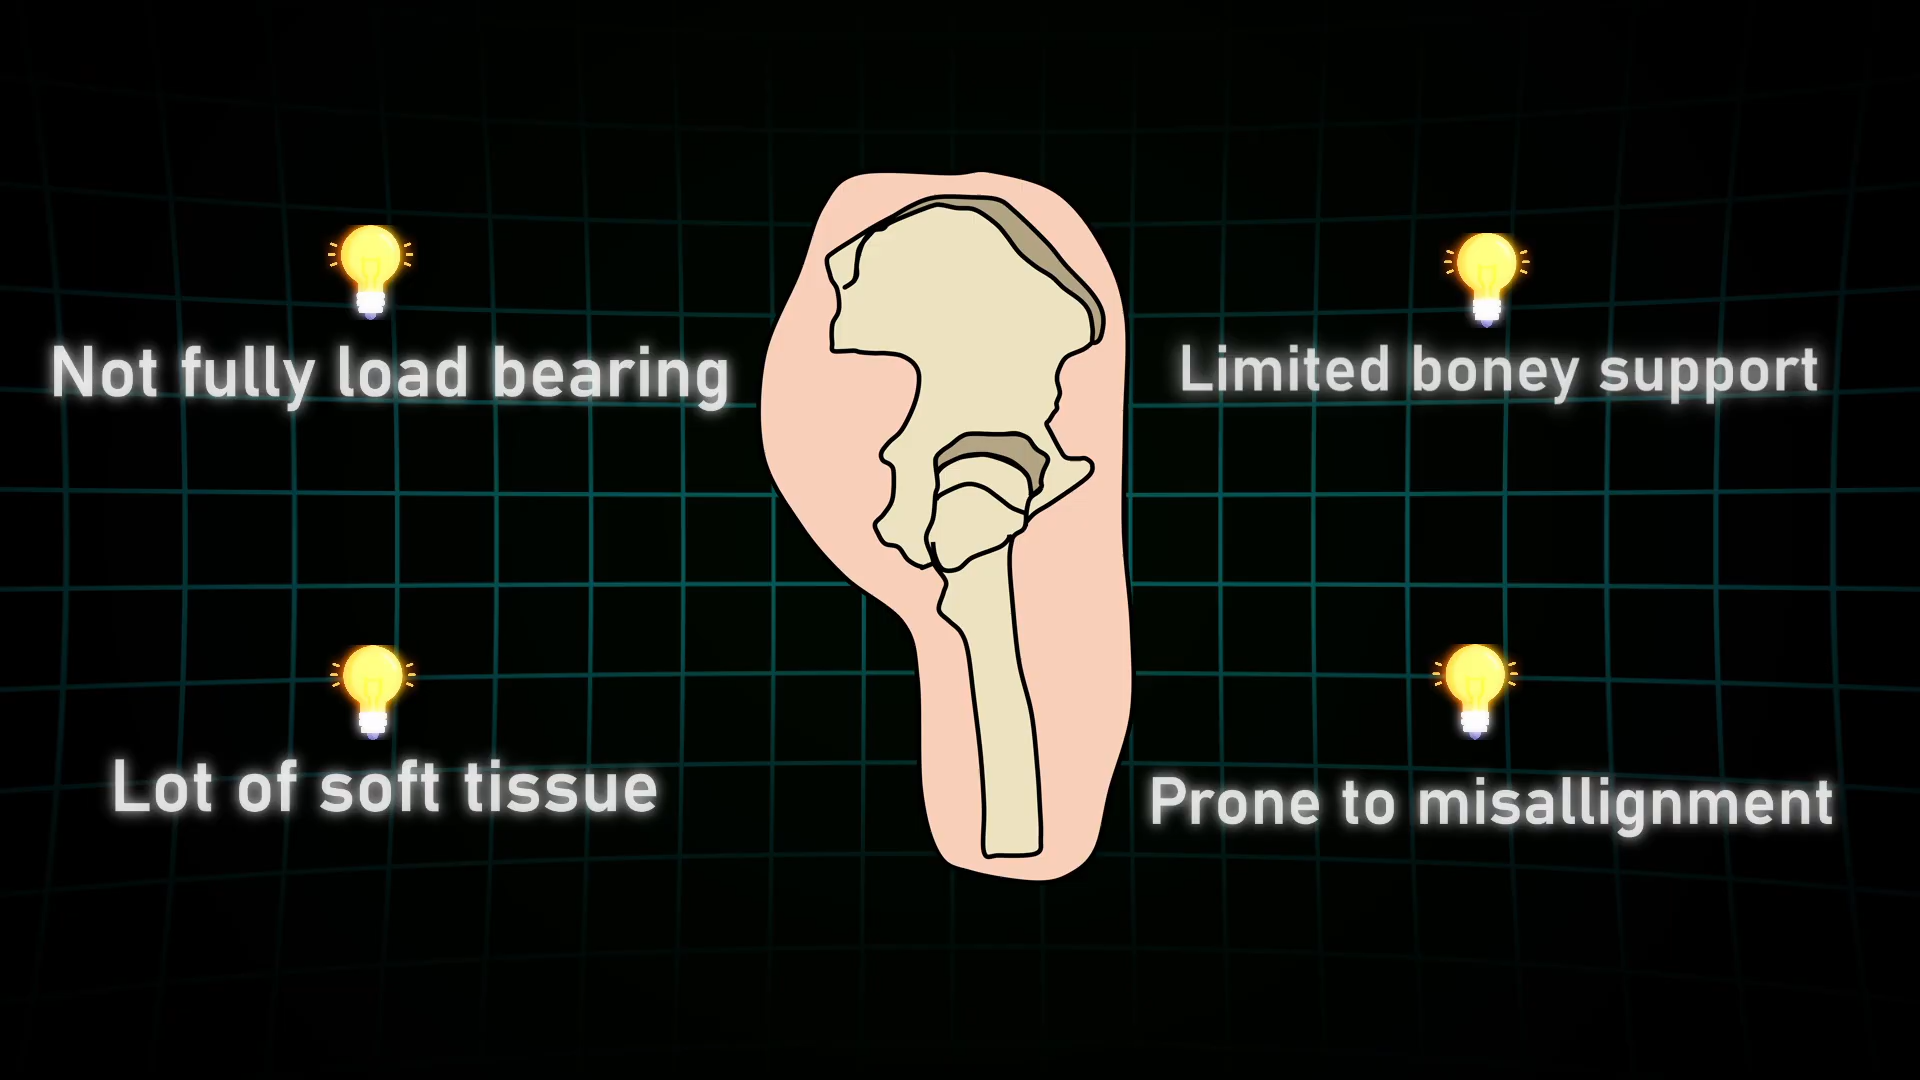 Not fully load bearing
Limited boney support
Lot of soft tissue
Prone to misallignment